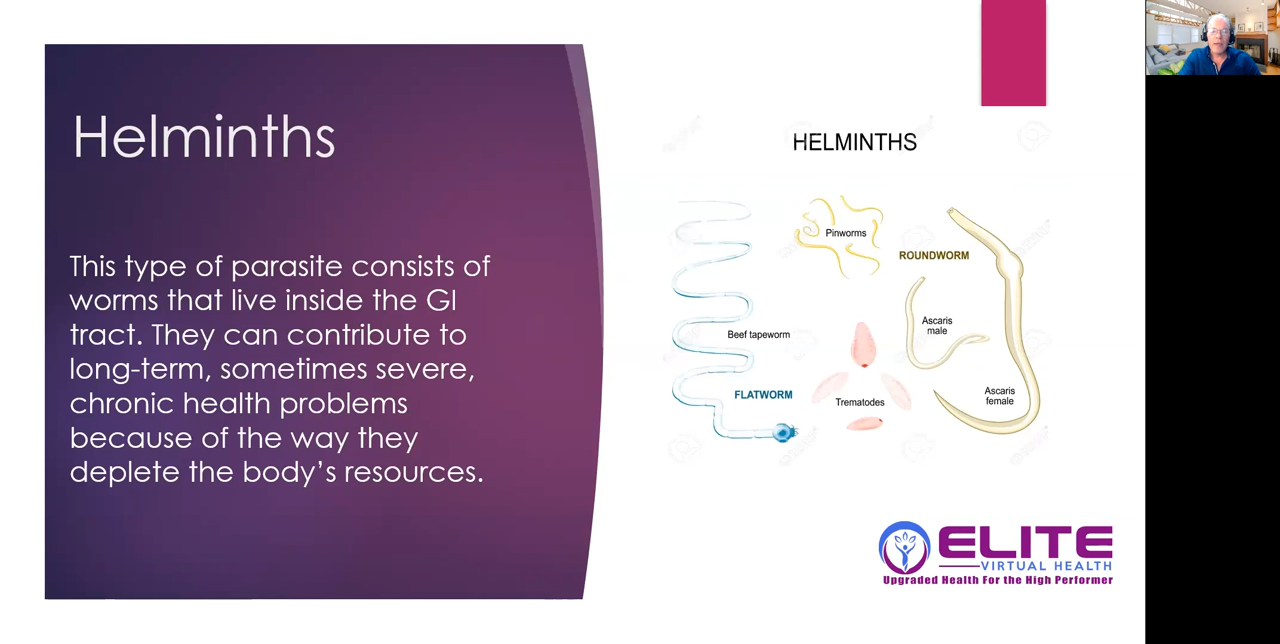 Helminths
This type of parasite consists of
worms that live inside the GI
tract. They can contribute to
long-term, sometimes severe,
chronic health problems
because of the way they
deplete the body’s resources.
HELMINTHS
Pinworms
ROUNDWORM
Ascaris
male
Beef tapeworm
FLATWORM
Trematodes
Ascaris
female
ELITE
VIRTUAL HEALTH
Upgraded Health For the High Performer